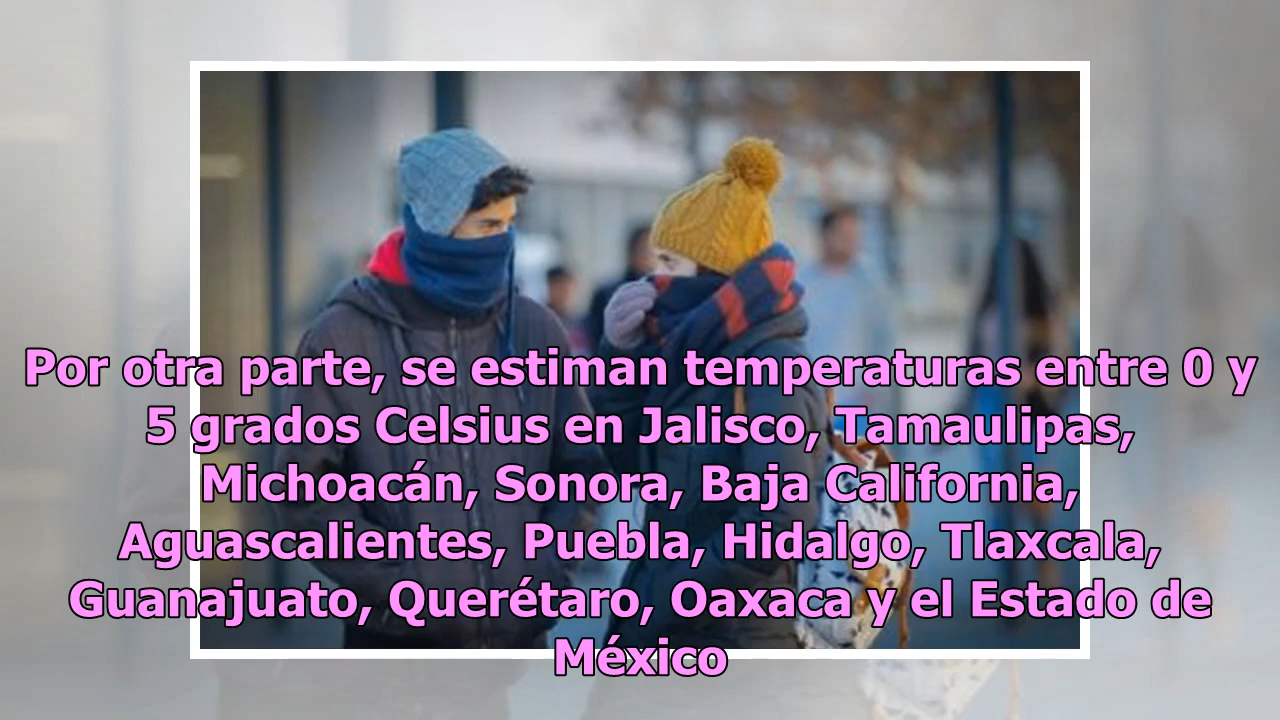 Por otra parte, se estiman temperaturas entre 0 y
5 grados Celsius en Jalisco, Tamaulipas,
Michoacán, Sonora, Baja California,
Aguascalientes, Puebla, Hidalgo, Tlaxcala,
Guanajuato, Querétaro, Oaxaca y el Estado de
México